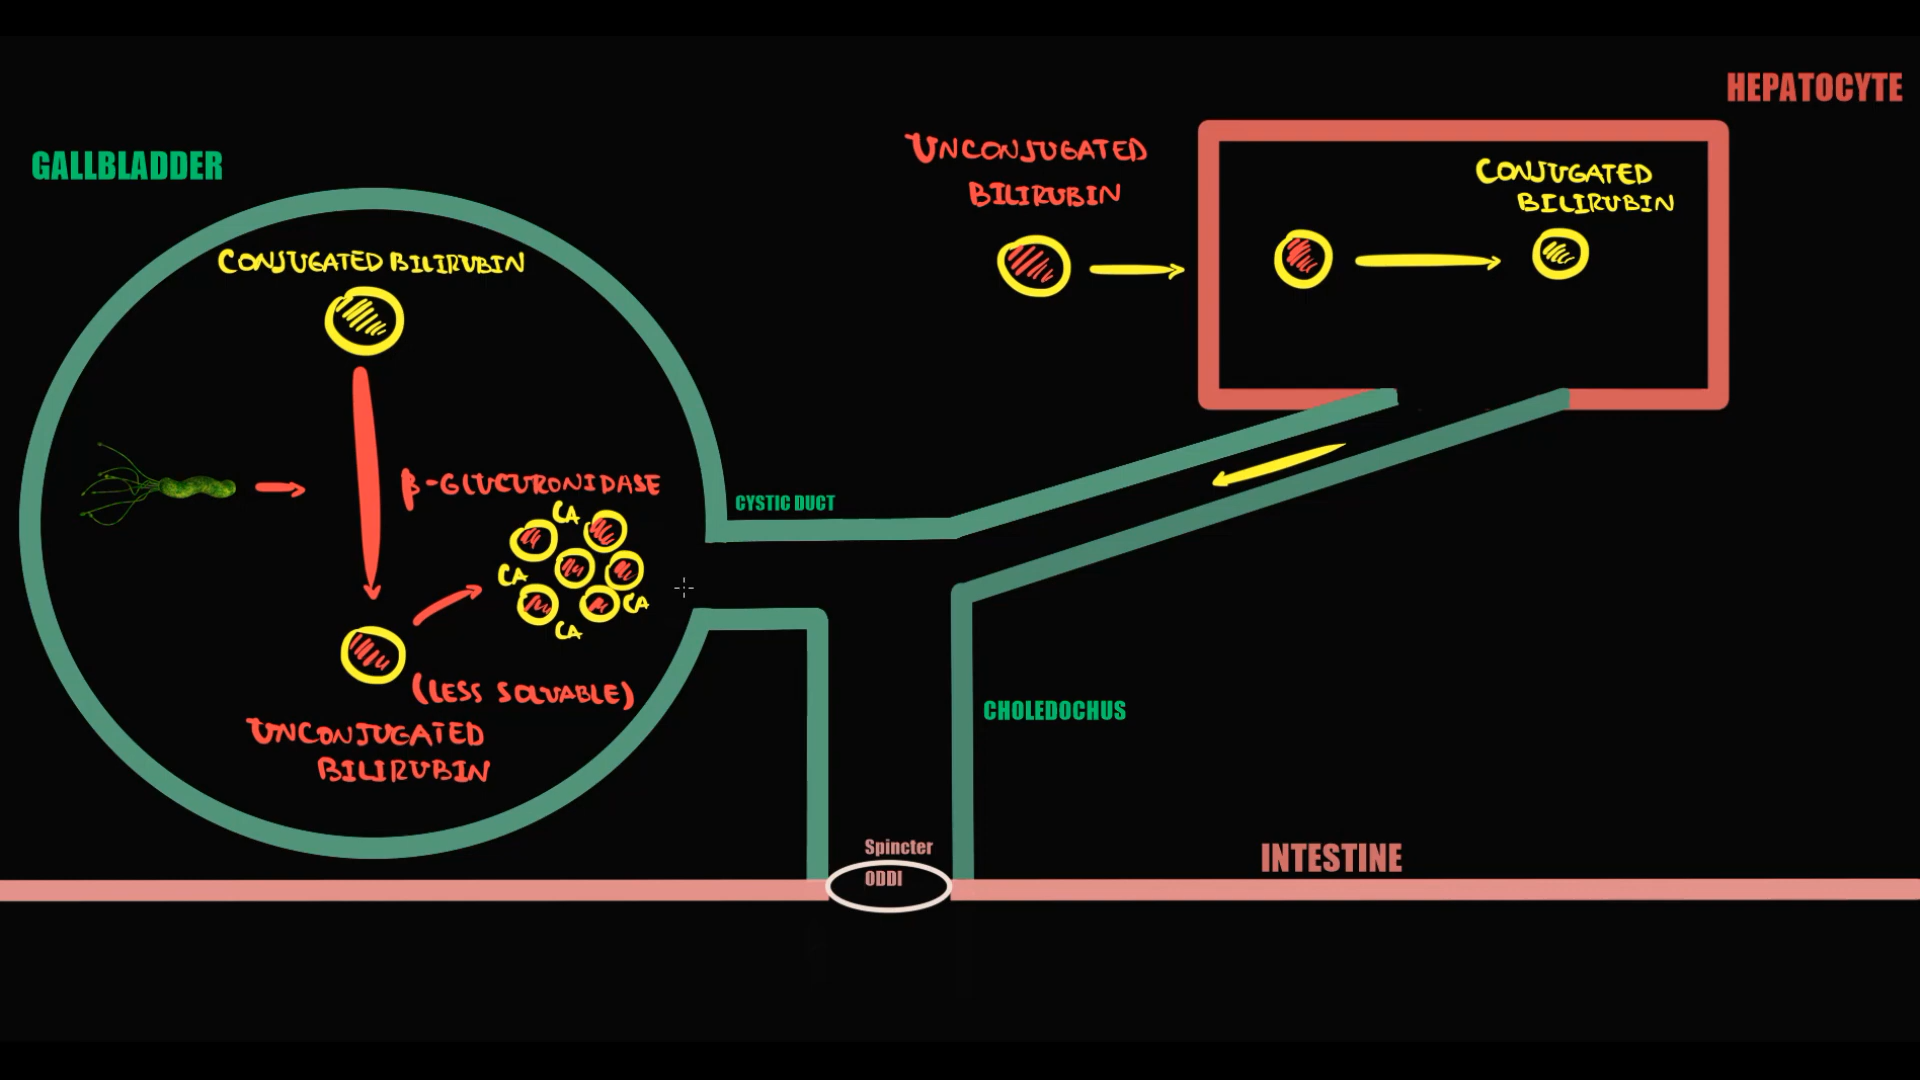 HEPATOCYTE
GALLBLADDER
UNCONJUGATED
BILIRUBIN
CONJUGATED
BILIRUBIN
CONJUGATED BILIRUBIN
β-GLUCURONIDASE
CA
CA
CA
CA
(LESS SOLVABLE)
UNCONJUGATED
BILIRUBIN
CYSTIC DUCT
CHOLEDOCHUS
Spincter
ODDI
INTESTINE